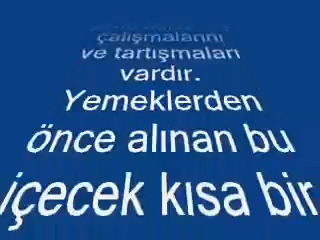 çalışmalarını
ve tartışmaları
vardır.
Yemeklerden
önce alınan bu
içecek kısa bir